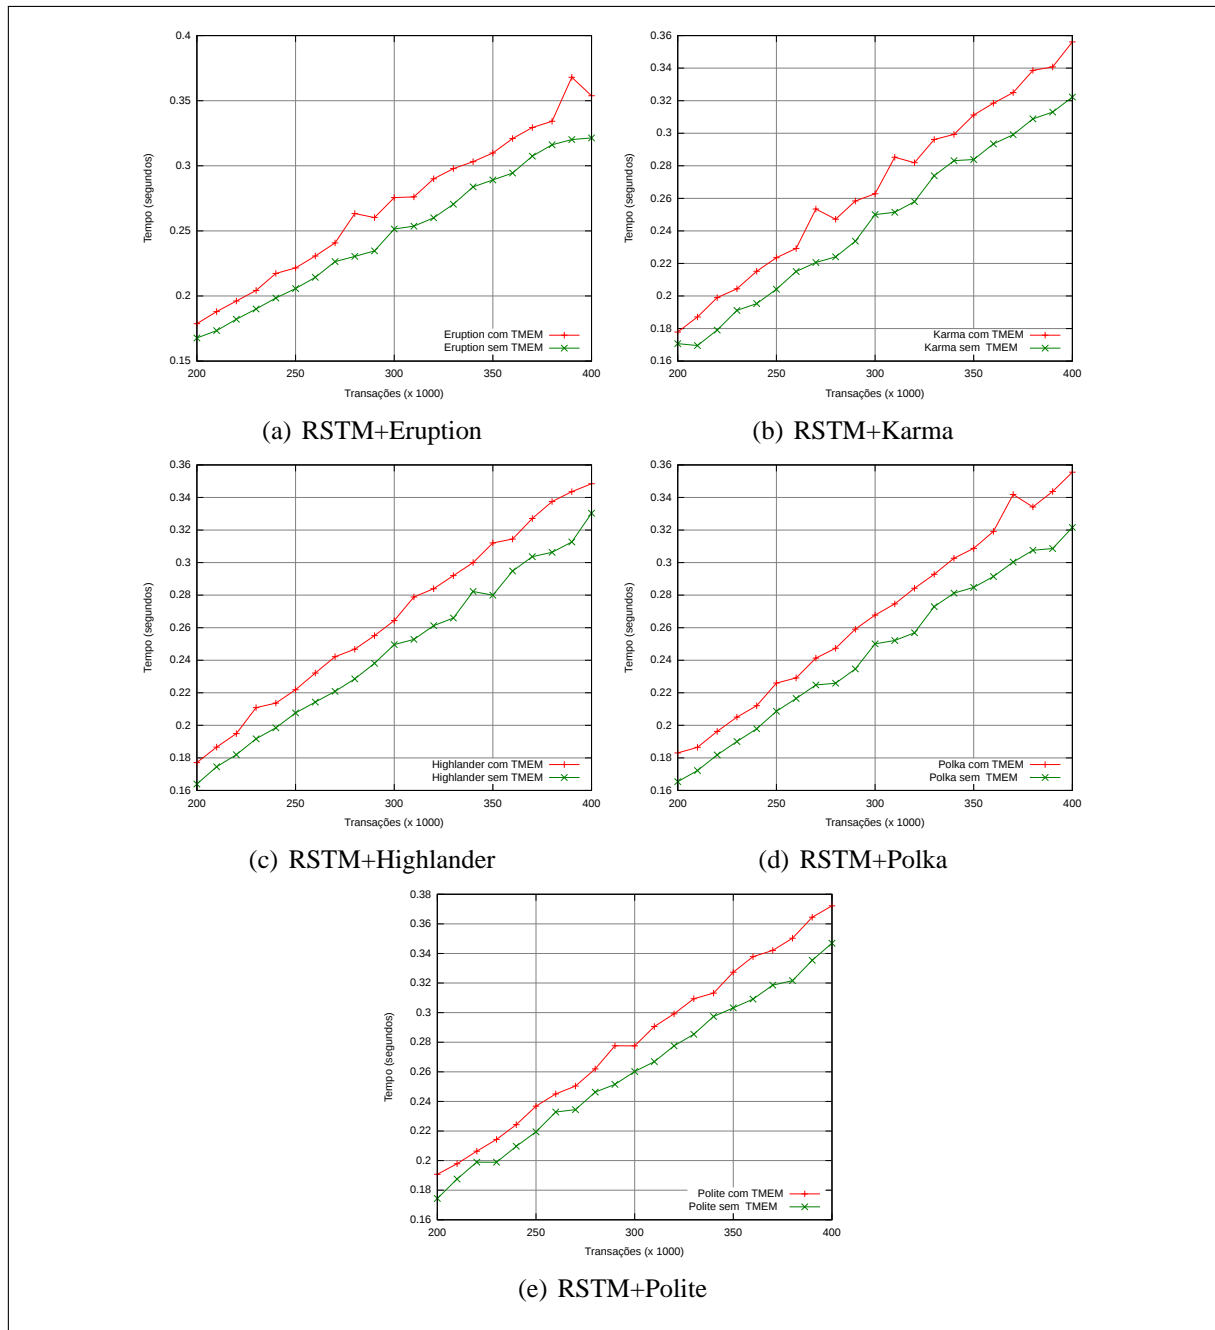 0.4
0.35
0.3
0.25
0.2
0.15
Tempo (segundos)
Eruption com TMEM
Eruption sem TMEM
200 250 300 350 400
Transações (x 1000)
(a) RSTM+Eruption
0.36
0.34
0.32
0.3
0.28
0.26
0.24
0.22
0.2
0.18
0.16
Tempo (segundos)
Karma com TMEM
Karma sem TMEM
200 250 300 350 400
Transações (x 1000)
(b) RSTM+Karma
0.36
0.34
0.32
0.3
0.28
0.26
0.24
0.22
0.2
0.18
0.16
Tempo (segundos)
Highlander com TMEM
Highlander sem TMEM
200 250 300 350 400
Transações (x 1000)
(c) RSTM+Highlander
0.36
0.34
0.32
0.3
0.28
0.26
0.24
0.22
0.2
0.18
0.16
Tempo (segundos)
Polka com TMEM
Polka sem TMEM
200 250 300 350 400
Transações (x 1000)
(d) RSTM+Polka
0.38
0.36
0.34
0.32
0.3
0.28
0.26
0.24
0.22
0.2
0.18
0.16
Tempo (segundos)
Polite com TMEM
Polite sem TMEM
200 250 300 350 400
Transações (x 1000)
(e) RSTM+Polite